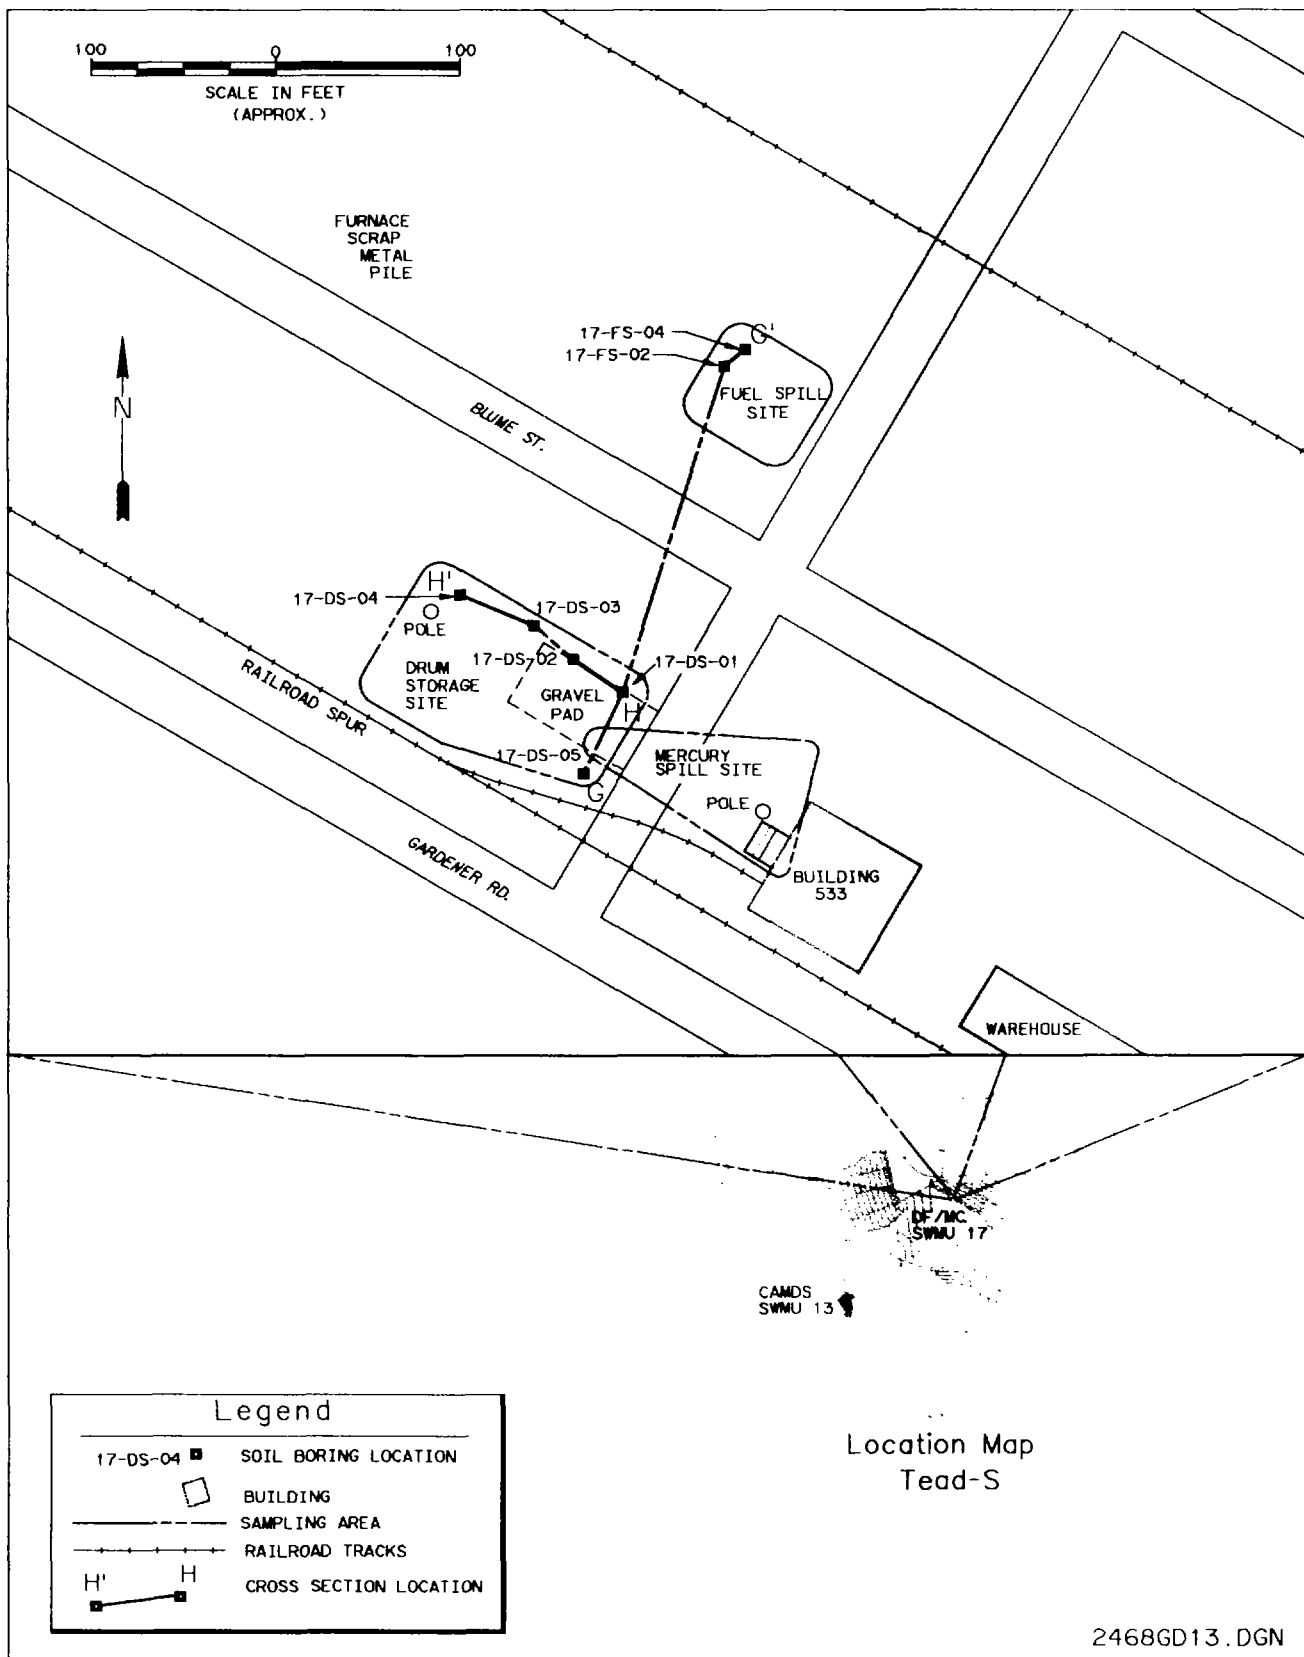 100 0 100
SCALE IN FEET
(APPROX.)
FURNACE
SCRAP
METAL
PILE
N
17-FS-04
G'
17-FS-02
FUEL SPILL
SITE
BLUME ST.
H'
17-DS-04
17-DS-03
POLE
17-DS-02
17-DS-01
DRUM
STORAGE
SITE
GRAVEL
PAD
H
RAILROAD SPUR
17-DS-05
G
MERCURY
SPILL SITE
POLE
GARDENER RD.
BUILDING
533
WAREHOUSE
DF/MC
SWMU 17
CAMDS
SWMU 13
Location Map
Tead-S
Legend
17-DS-04 SOIL BORING LOCATION
BUILDING
SAMPLING AREA
RAILROAD TRACKS
H' H CROSS SECTION LOCATION
2468GD13.DGN